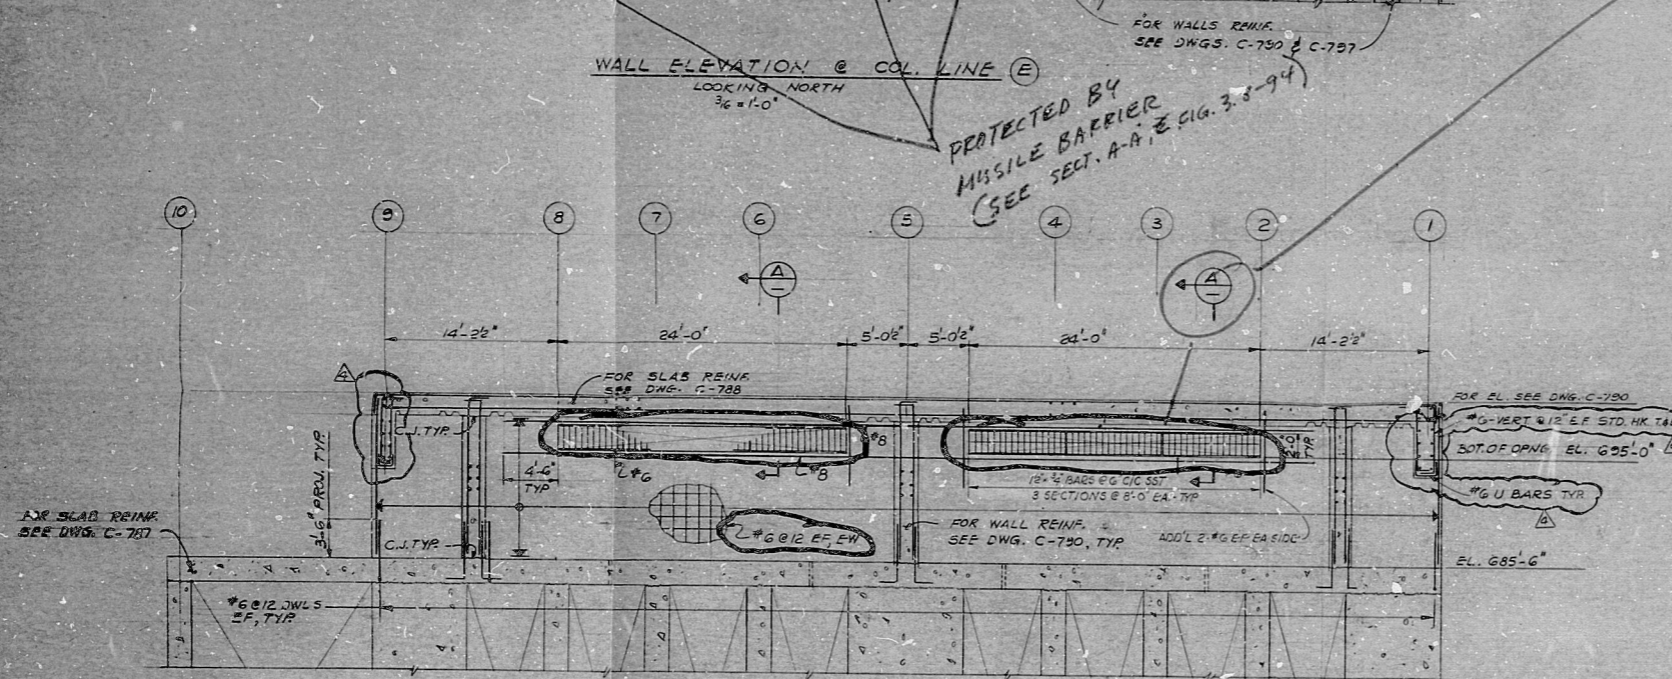 FOR WALLS REINF.
SEE DWGS. C-790 & C-797
WALL ELEVATION @ COL. LINE E
LOOKING NORTH
3/16 = 1'-0"
PROTECTED BY
MISSILE BARRIER
(SEE SECT. A-A, & FIG. 3.8-94)
10 9 8 7 6 5 4 3 2 1
A
A
14'-2½" 24'-0" 5'-0½" 5'-0½" 24'-0" 14'-2½"
4
FOR SLAB REINF.
SEE DWG. C-788
FOR EL. SEE DWG. C-790
#6-VERT @ 12" E.F. STD. HK.
C.J. TYP.
#8
2'-0"
TYP
BOT. OF OPNG EL. 695'-0"
4'-6"
TYP
#6
#8
12-¾ BARS @ 6 C/C SST
3 SECTIONS @ 8'-0" EA. TYP
#6 U BARS TYP
4
3'-6" PROJ. TYP.
FOR SLAB REINF.
SEE DWG. C-787
#6 @ 12 EF, EW
FOR WALL REINF.
SEE DWG. C-790, TYP
ADD'L 2-#6 EF EA SIDE
C.J. TYP.
EL. 685'-6"
#6 @ 12 DWLS
EF, TYP.